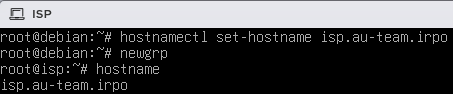 ISP
root@debian:~# hostnamectl set-hostname isp.au-team.irpo
root@debian:~# newgrp
root@isp:~# hostname
isp.au-team.irpo